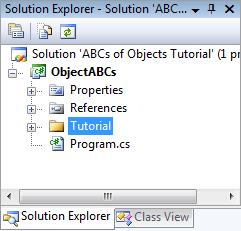 Solution Explorer - Solution 'ABC...
Solution 'ABCs of Objects Tutorial' (1 pr
ObjectABCs
Properties
References
Tutorial
Program.cs
Solution Explorer
Class View